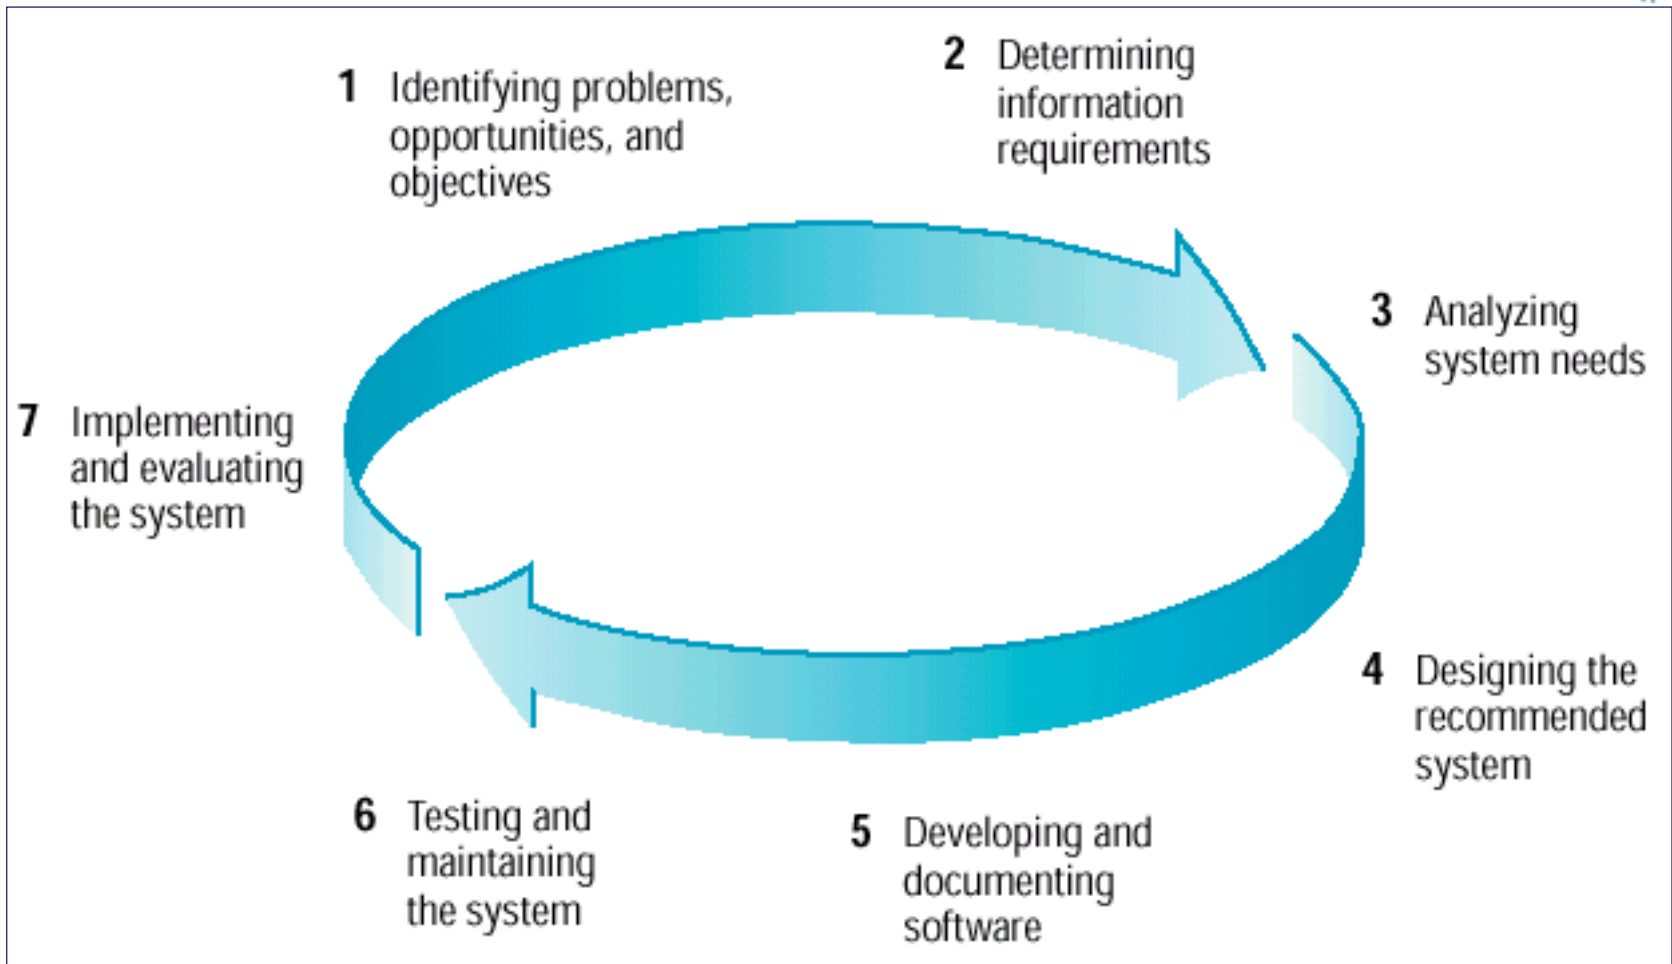 1 Identifying problems,
opportunities, and
objectives
2 Determining
information
requirements
3 Analyzing
system needs
4 Designing the
recommended
system
5 Developing and
documenting
software
6 Testing and
maintaining
the system
7 Implementing
and evaluating
the system